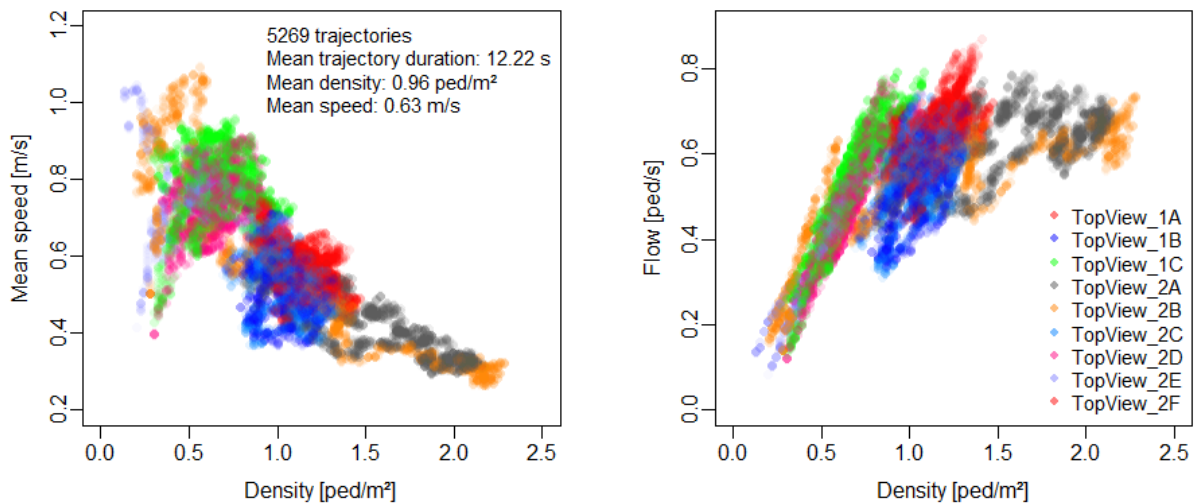 5269 trajectories
Mean trajectory duration: 12.22 s
Mean density: 0.96 ped/m²
Mean speed: 0.63 m/s
Mean speed [m/s]
1.2
1.0
0.8
0.6
0.4
0.2
0.0 0.5 1.0 1.5 2.0 2.5
Density [ped/m²]
Flow [ped/s]
0.8
0.6
0.4
0.2
0.0
TopView_1A
TopView_1B
TopView_1C
TopView_2A
TopView_2B
TopView_2C
TopView_2D
TopView_2E
TopView_2F
0.0 0.5 1.0 1.5 2.0 2.5
Density [ped/m²]